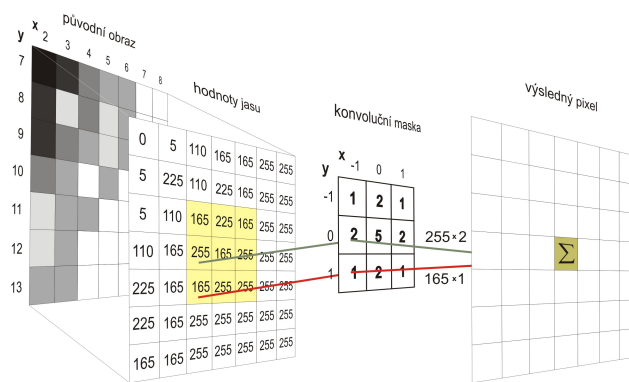 původní obraz
x 2 3 4 5 6 7 8
y
7
8
9
10
11
12
13
hodnoty jasu
0 5 110 165 165 255 255
5 225 110 225 165 255 255
5 110 165 225 165 255 255
110 165 255 165 255 255 255
225 165 165 255 255 255 255
225 165 255 255 255 255 255
165 165 255 255 255 255 255
konvoluční maska
x
-1 0 1
y
-1 1 2 1
0 2 5 2
1 1 2 1
255×2
165×1
výsledný pixel
Σ